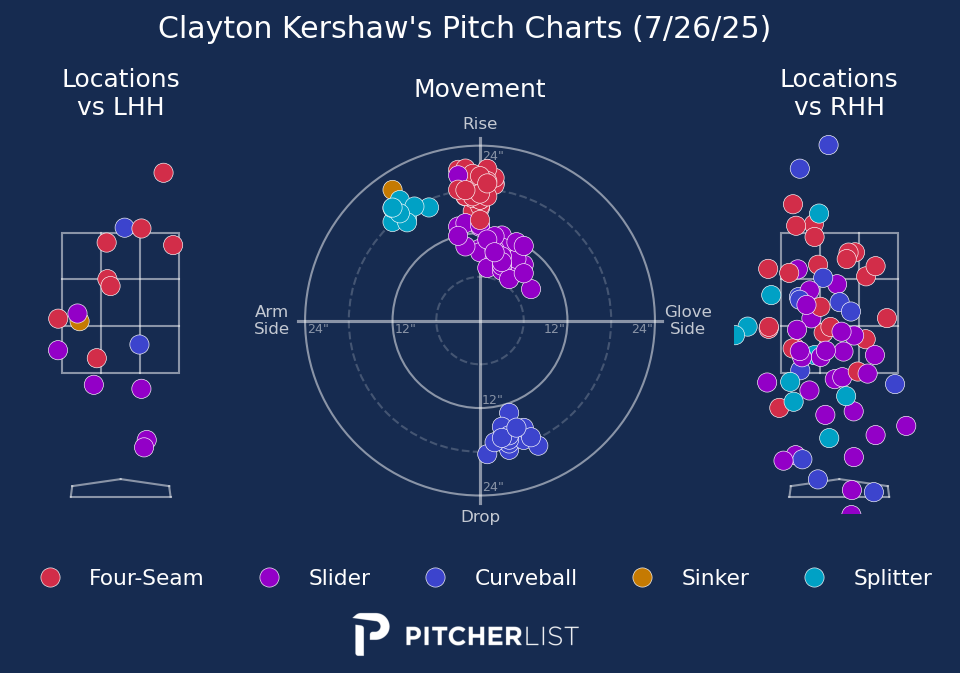 Clayton Kershaw's Pitch Charts (7/26/25)
Locations
vs LHH
Movement
Locations
vs RHH
Rise
24"
Arm
Side
24"
12"
12"
24"
Glove
Side
12"
24"
Drop
Four-Seam
Slider
Curveball
Sinker
Splitter
PITCHERLIST